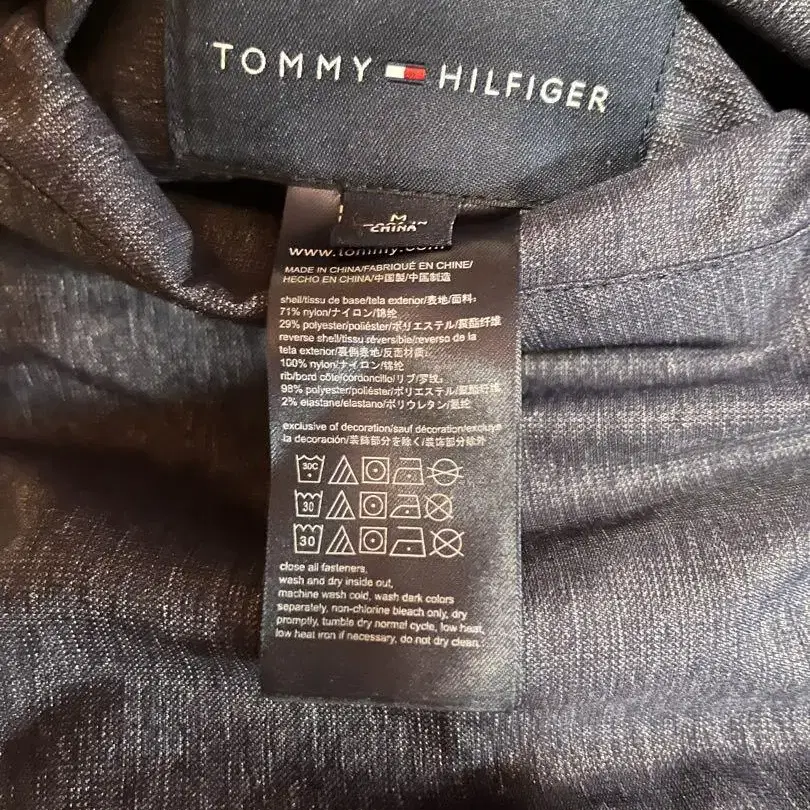 TOMMY HILFIGER
M
MADE IN
CHINA
www.tommy.com
MADE IN CHINA/FABRIQUÉ EN CHINE/
HECHO EN CHINA/中国製/中国制造
shell/tissu de base/tela exterior/表地/面料:
71% nylon/ナイロン/锦纶
29% polyester/poliéster/ポリエステル/聚酯纤维
reverse shell/tissu réversible/reverso de la
tela exterior/裏側表地/反面材质:
100% nylon/ナイロン/锦纶
rib/bord côte/cordoncillo/リブ/罗纹:
98% polyester/poliéster/ポリエステル/聚酯纤维
2% elastane/elastano/ポリウレタン/氨纶
exclusive of decoration/sauf décoration/excluye
la decoración/装飾部分を除く/装饰部分除外
30C
30
30
close all fasteners,
wash and dry inside out,
machine wash cold, wash dark colors
separately, non-chlorine bleach only, dry
promptly, tumble dry normal cycle, low heat,
low heat iron if necessary, do not dry clean.